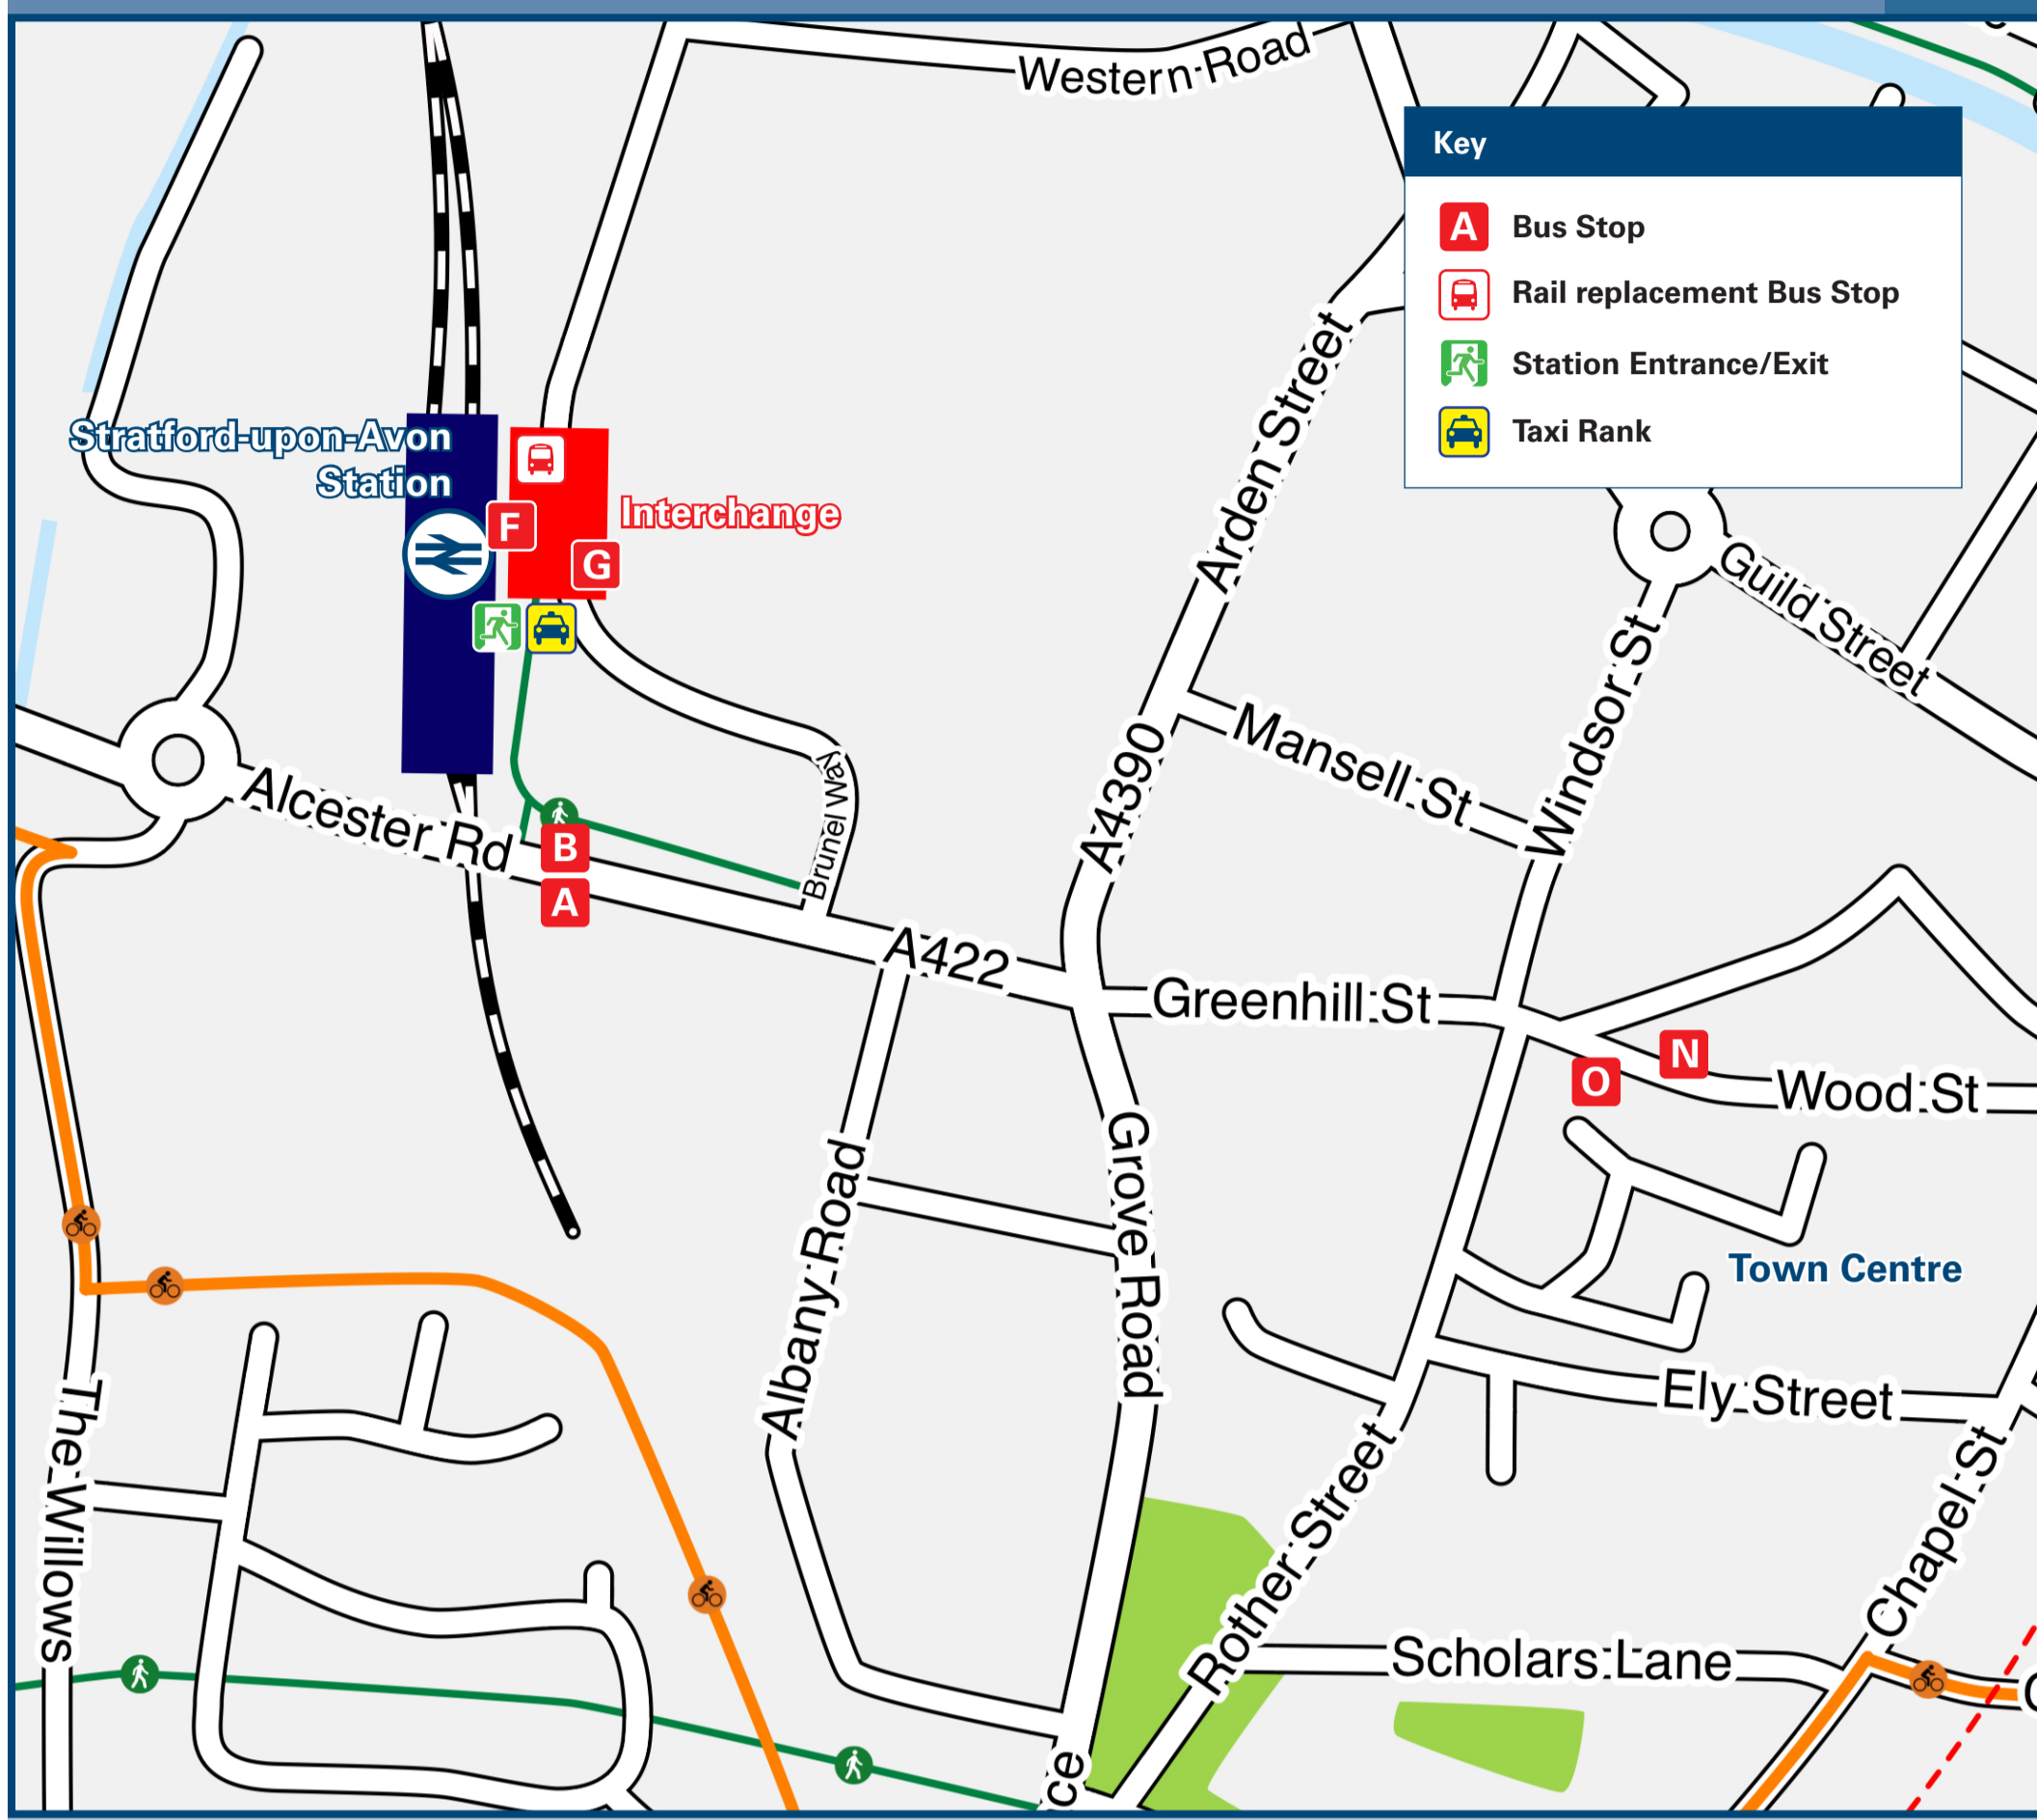 Western Road
Key
A Bus Stop
Rail replacement Bus Stop
Station Entrance/Exit
Taxi Rank
Stratford-upon-Avon
Station
Interchange
F
G
Arden Street
Guild Street
Windsor St
Mansell St
A4390
Brunel Way
Alcester Rd
B
A
A422
Greenhill St
N
O
Wood St
Grove Road
Albany Road
Town Centre
Ely Street
The Willows
Rother Street
Chapel St
Scholars Lane